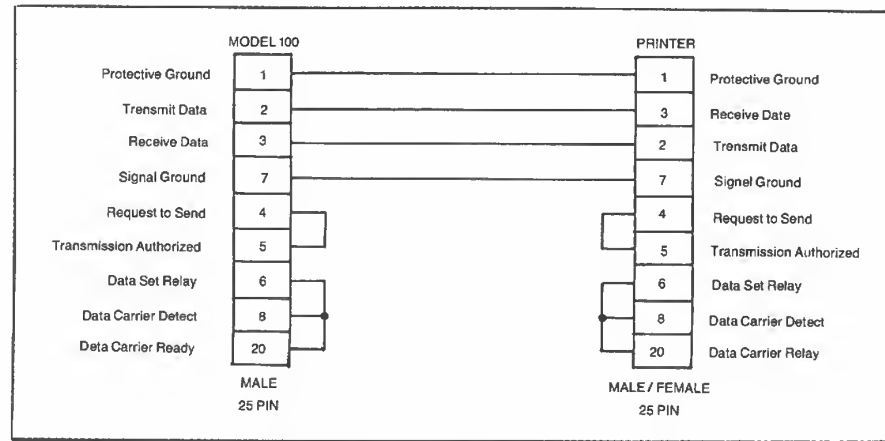 MODEL 100 PRINTER
Protective Ground 1 1 Protective Ground
Trensmit Data 2 3 Receive Date
Receive Data 3 2 Trensmit Data
Signal Ground 7 7 Signel Ground
Request to Send 4 4 Request to Send
Transmission Authorized 5 5 Transmission Authorized
Data Set Relay 6 6 Data Set Relay
Data Carrier Detect 8 8 Data Carrier Detect
Deta Carrier Ready 20 20 Data Carrier Relay
MALE MALE / FEMALE
25 PIN 25 PIN